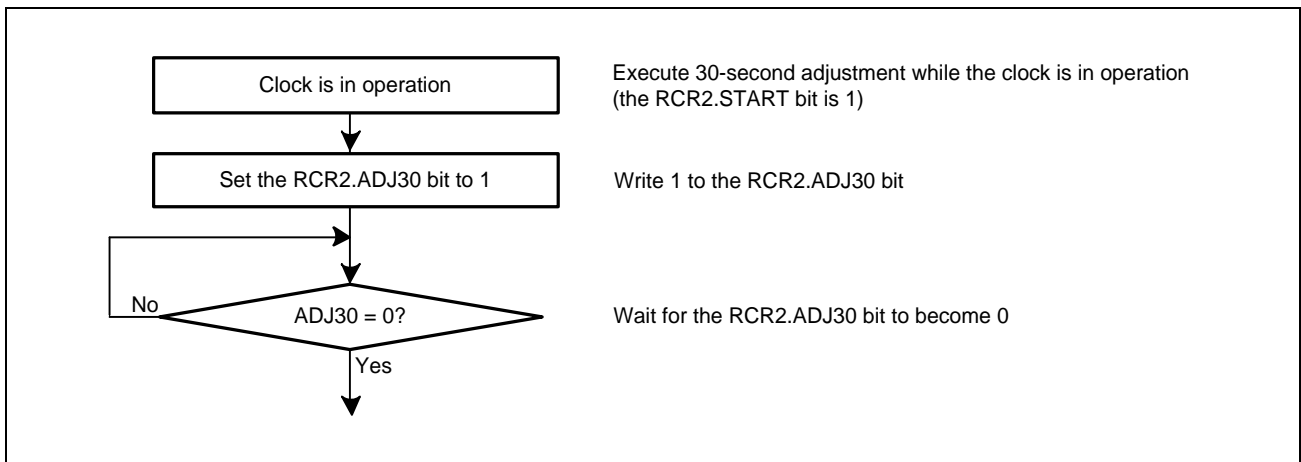 Clock is in operation
Execute 30-second adjustment while the clock is in operation
(the RCR2.START bit is 1)
Set the RCR2.ADJ30 bit to 1
Write 1 to the RCR2.ADJ30 bit
No
ADJ30 = 0?
Wait for the RCR2.ADJ30 bit to become 0
Yes